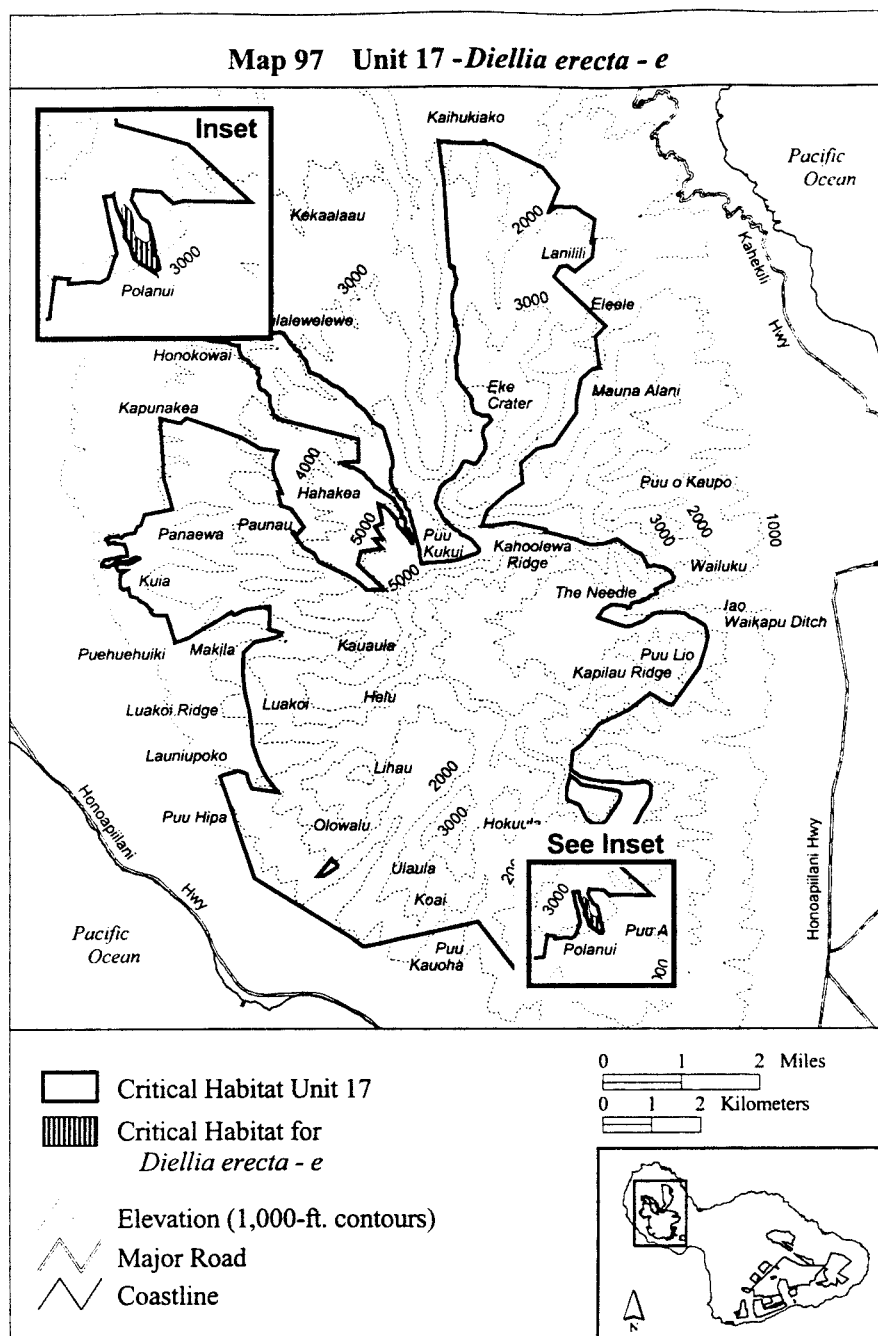 Map 97 Unit 17 -Diellia erecta - e
Inset
3000
Polanui
Kaihukiako
Pacific
Ocean
Kekaalaau
2000
Lanilili
Kahekili
Hwy
3000
3000
Eleele
Honokowai
Kapunakea
Eke
Crater
Mauna Alani
4000
Hahakea
Puu o Kaupo
Panaewa
Paunau
5000
Puu
Kukui
Kahoolewa
Ridge
3000
2000
1000
Wailuku
Kuia
5000
The Needle
Iao
Waikapu Ditch
Puehuehuiki
Makila
Kauaula
Puu Lio
Kapilau Ridge
Luakoi Ridge
Luakoi
Helu
Launiupoko
Lihau
2000
Puu Hipa
Olowalu
3000
Honoapiilani
Hwy
See Inset
Ulaula
Koai
3000
Polanui
Puu A
Honoapiilani Hwy
Pacific
Ocean
Puu
Kauoha
Critical Habitat Unit 17
Critical Habitat for
Diellia erecta - e
Elevation (1,000-ft. contours)
Major Road
Coastline
0 1 2 Miles
0 1 2 Kilometers
N